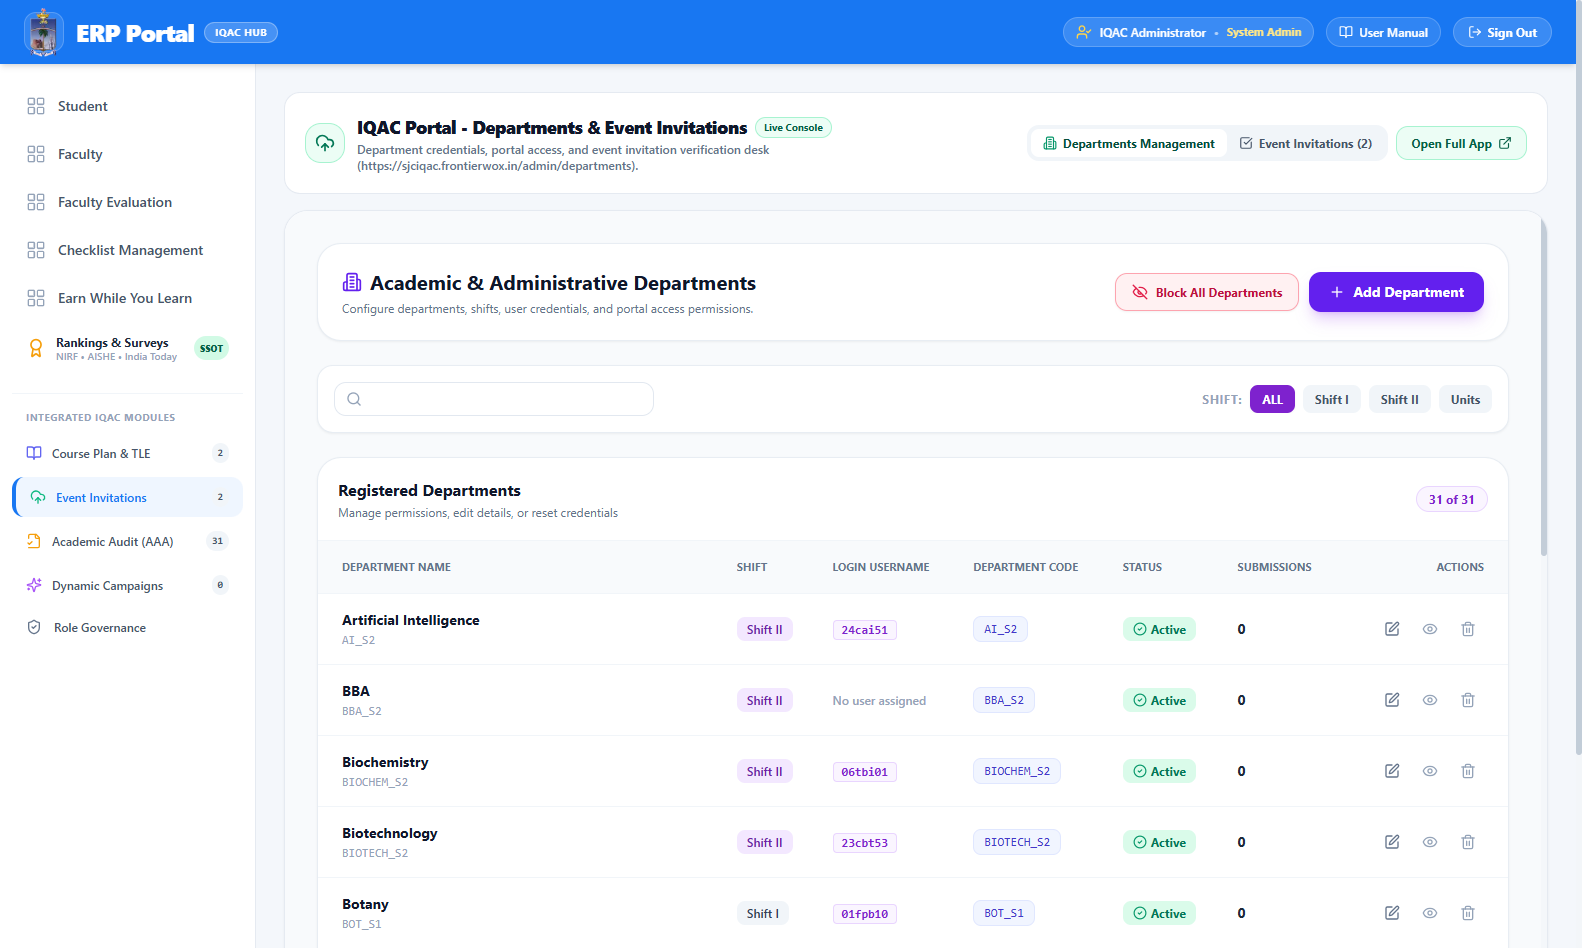 ERP Portal
IQAC HUB
IQAC Administrator • System Admin
User Manual
Sign Out
Student
Faculty
Faculty Evaluation
Checklist Management
Earn While You Learn
Rankings & Surveys
NIRF • AISHE • India Today
SSOT
INTEGRATED IQAC MODULES
Course Plan & TLE 2
Event Invitations 2
Academic Audit (AAA) 31
Dynamic Campaigns 0
Role Governance
IQAC Portal - Departments & Event Invitations
Live Console
Department credentials, portal access, and event invitation verification desk
(https://sjciqac.frontierwox.in/admin/departments).
Departments Management
Event Invitations (2)
Open Full App
Academic & Administrative Departments
Configure departments, shifts, user credentials, and portal access permissions.
Block All Departments
Add Department
SHIFT: ALL Shift I Shift II Units
Registered Departments
Manage permissions, edit details, or reset credentials
31 of 31
DEPARTMENT NAME SHIFT LOGIN USERNAME DEPARTMENT CODE STATUS SUBMISSIONS ACTIONS
Artificial Intelligence
AI_S2
Shift II 24cai51 AI_S2 Active 0
BBA
BBA_S2
Shift II No user assigned BBA_S2 Active 0
Biochemistry
BIOCHEM_S2
Shift II 06tbi01 BIOCHEM_S2 Active 0
Biotechnology
BIOTECH_S2
Shift II 23cbt53 BIOTECH_S2 Active 0
Botany
BOT_S1
Shift I 01fpb10 BOT_S1 Active 0